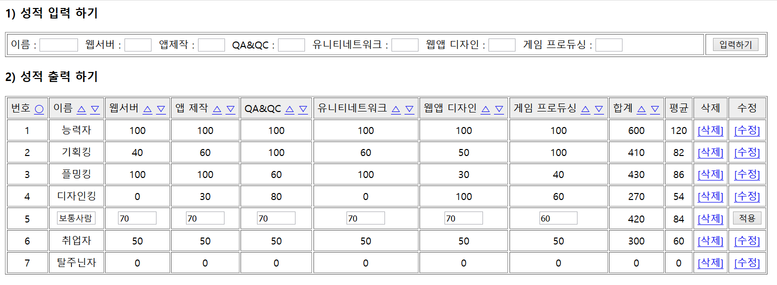 1) 성적 입력 하기
이름 : 웹서버 : 앱제작 : QA&QC : 유니티네트워크 : 웹앱 디자인 : 게임 프로듀싱 : 입력하기
2) 성적 출력 하기
번호 ○ 이름 △ ▽ 웹서버 △ ▽ 앱 제작 △ ▽ QA&QC △ ▽ 유니티네트워크 △ ▽ 웹앱 디자인 △ ▽ 게임 프로듀싱 △ ▽ 합계 △ ▽ 평균 삭제 수정
1 능력자 100 100 100 100 100 100 600 120 [삭제] [수정]
2 기획킹 40 60 100 60 50 100 410 82 [삭제] [수정]
3 플밍킹 100 100 60 100 30 40 430 86 [삭제] [수정]
4 디자인킹 0 30 80 0 100 60 270 54 [삭제] [수정]
5 보통사람 70 70 70 70 70 60 420 84 [삭제] 적용
6 취업자 50 50 50 50 50 50 300 60 [삭제] [수정]
7 탈주닌자 0 0 0 0 0 0 0 0 [삭제] [수정]